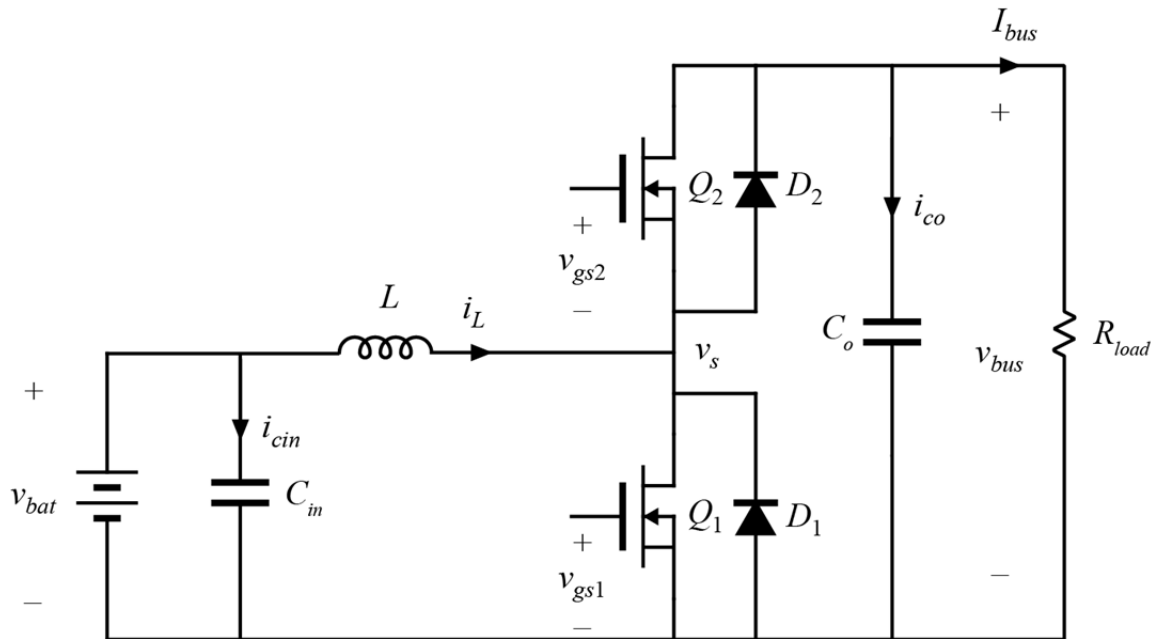 I_bus
+
Q_2
D_2
+
i_co
v_gs2
L
i_L
−
C_o
v_s
v_bus
R_load
+
i_cin
v_bat
C_in
Q_1
D_1
+
v_gs1
−
−
−